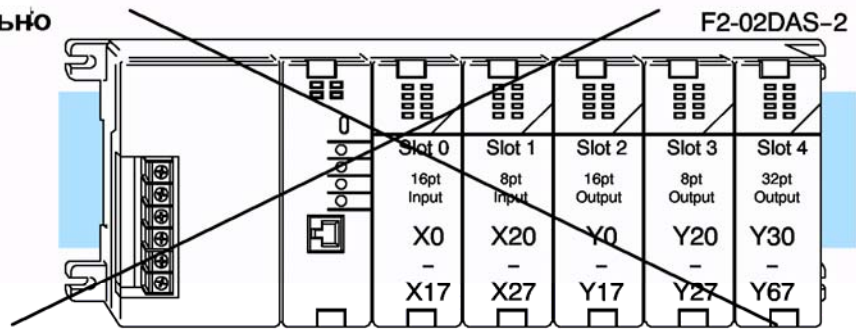 ьно
F2-02DAS-2
Slot 0 Slot 1 Slot 2 Slot 3 Slot 4
16pt 8pt 16pt 8pt 32pt
Input Input Output Output Output
X0 X20 Y0 Y20 Y30
– – – – –
X17 X27 Y17 Y27 Y67